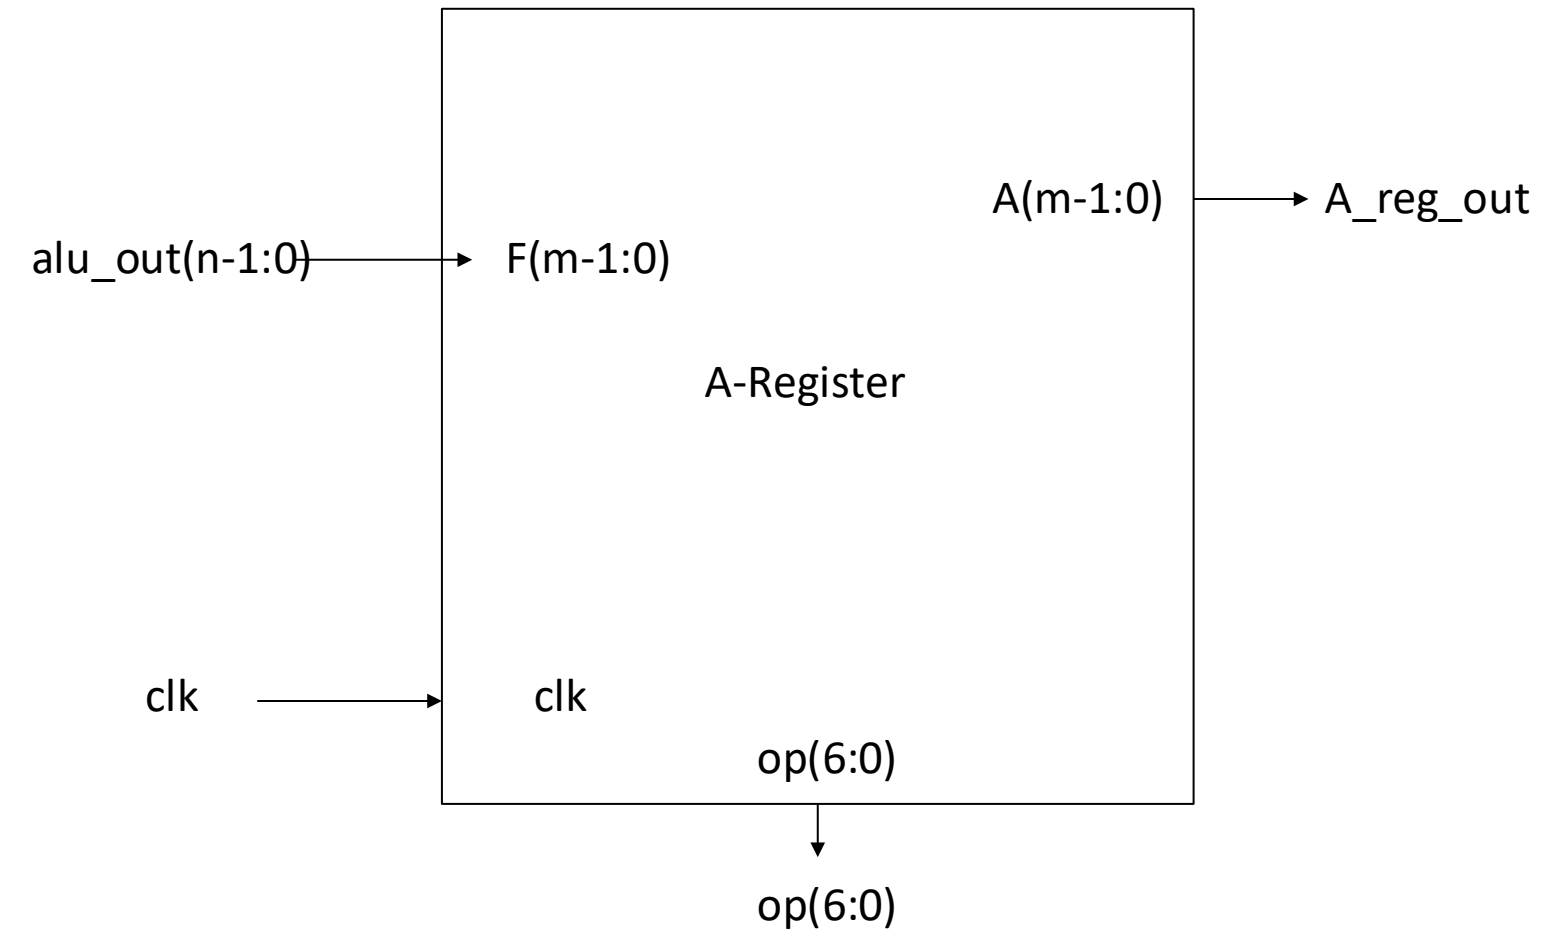 A(m-1:0)
A_reg_out
alu_out(n-1:0)
F(m-1:0)
A-Register
clk
clk
op(6:0)
op(6:0)